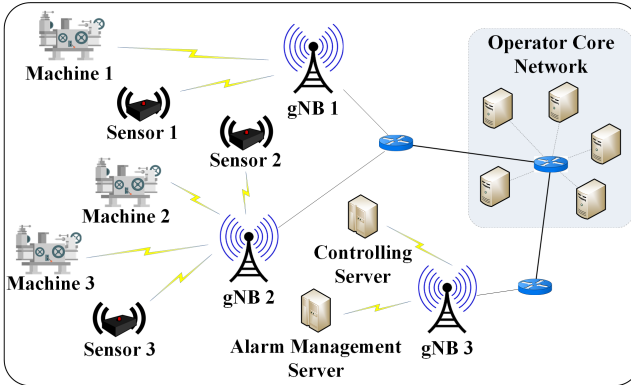 Operator Core
Network
Machine 1
gNB 1
Sensor 1
Sensor 2
Machine 2
Controlling
Server
Machine 3
gNB 2
Sensor 3
Alarm Management
Server
gNB 3